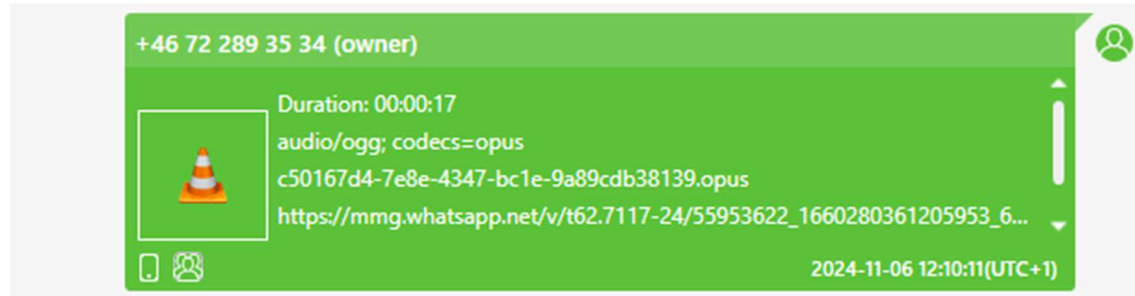 +46 72 289 35 34 (owner)
Duration: 00:00:17
audio/ogg; codecs=opus
c50167d4-7e8e-4347-bc1e-9a89cdb38139.opus
https://mmg.whatsapp.net/v/t62.7117-24/55953622_1660280361205953_6...
2024-11-06 12:10:11(UTC+1)